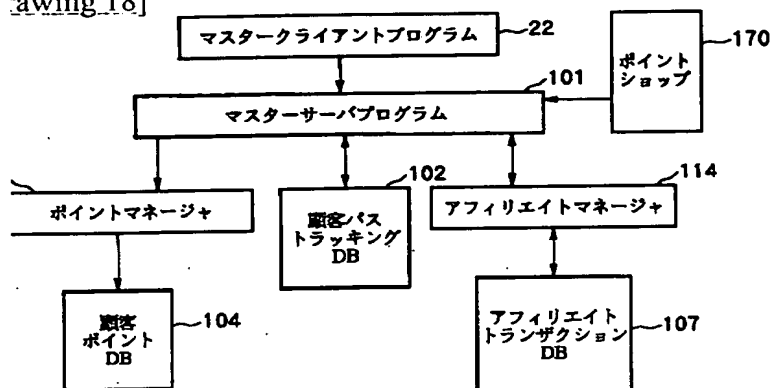 awing 18]
マスタークライアントプログラム
22
ポイント
ショップ
170
101
マスターサーバプログラム
ポイントマネージャ
102
顧客パス
トラッキング
DB
114
アフィリエイトマネージャ
顧客
ポイント
DB
104
アフィリエイト
トランザクション
DB
107